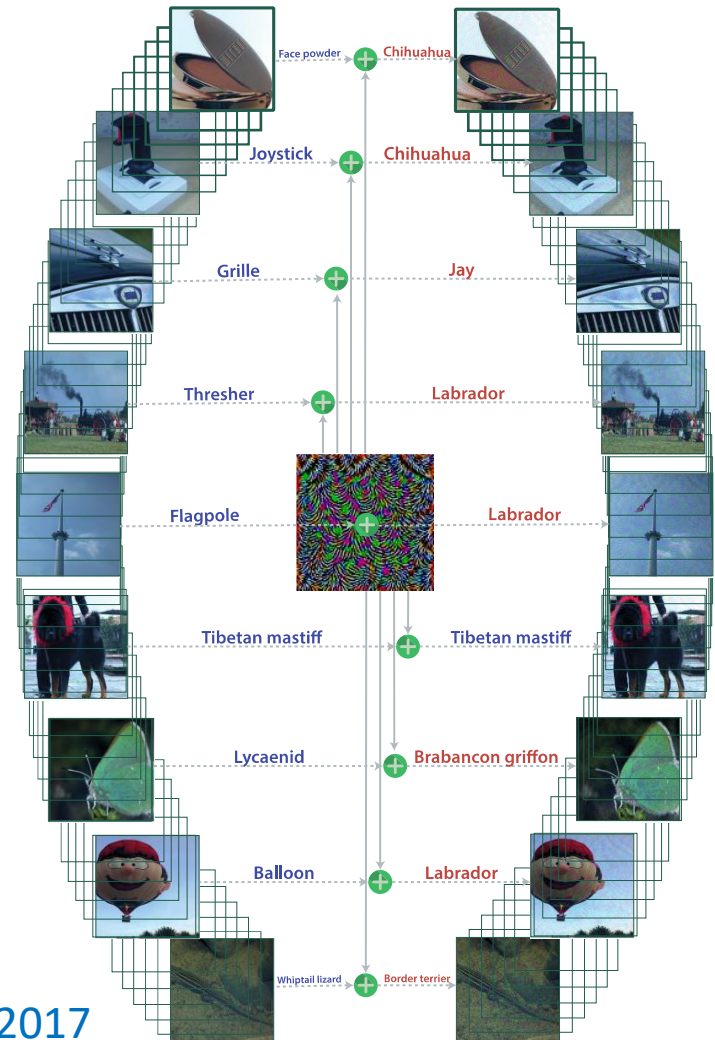 Face powder Chihuahua
Joystick Chihuahua
Grille Jay
Thresher Labrador
Flagpole Labrador
Tibetan mastiff Tibetan mastiff
Lycaenid Brabancon griffon
Balloon Labrador
Whiptail lizard Border terrier
2017